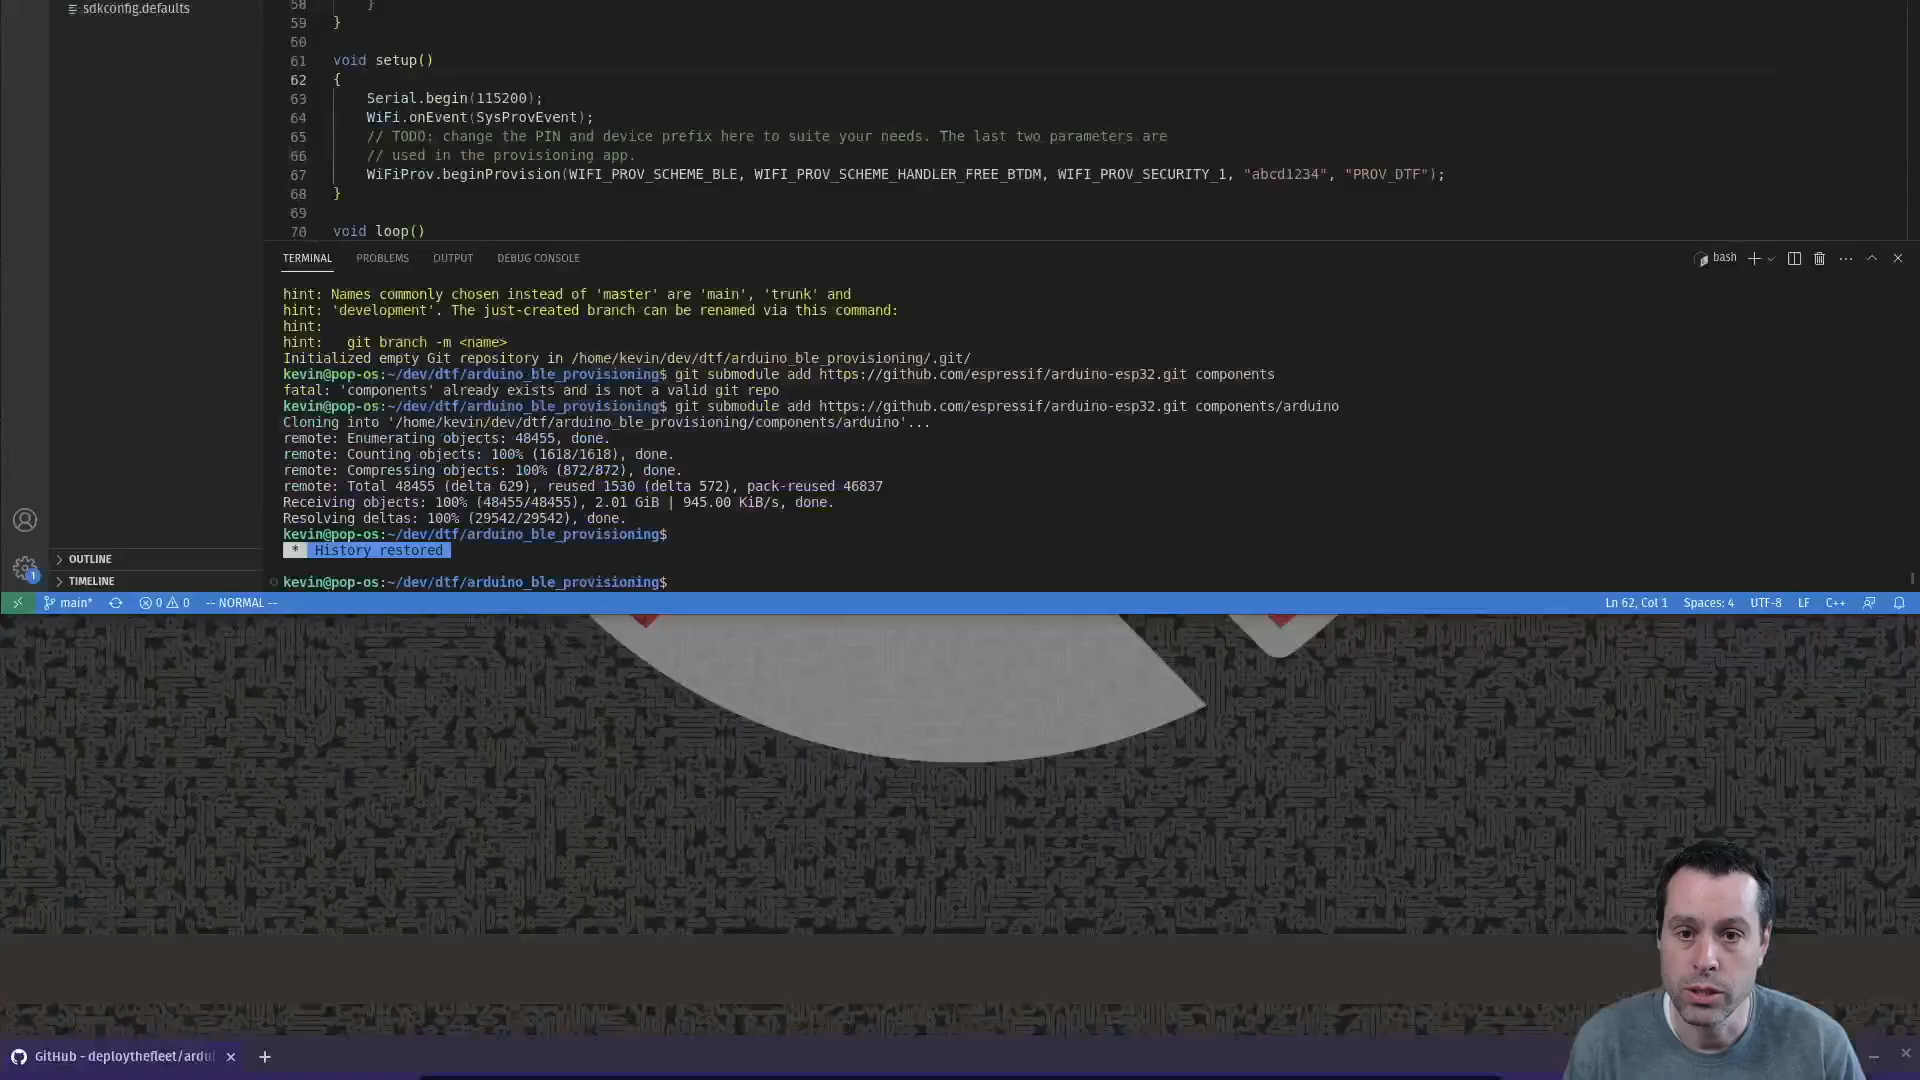 sdkconfig.defaults
58 }
59 }
60
61 void setup()
62 {
63 Serial.begin(115200);
64 WiFi.onEvent(SysProvEvent);
65 // TODO: change the PIN and device prefix here to suite your needs. The last two parameters are
66 // used in the provisioning app.
67 WiFiProv.beginProvision(WIFI_PROV_SCHEME_BLE, WIFI_PROV_SCHEME_HANDLER_FREE_BTDM, WIFI_PROV_SECURITY_1, "abcd1234", "PROV_DTF");
68 }
69
70 void loop()
TERMINAL PROBLEMS OUTPUT DEBUG CONSOLE bash
hint: Names commonly chosen instead of 'master' are 'main', 'trunk' and
hint: 'development'. The just-created branch can be renamed via this command:
hint:
hint: git branch -m <name>
Initialized empty Git repository in /home/kevin/dev/dtf/arduino_ble_provisioning/.git/
kevin@pop-os:~/dev/dtf/arduino_ble_provisioning$ git submodule add https://github.com/espressif/arduino-esp32.git components
fatal: 'components' already exists and is not a valid git repo
kevin@pop-os:~/dev/dtf/arduino_ble_provisioning$ git submodule add https://github.com/espressif/arduino-esp32.git components/arduino
Cloning into '/home/kevin/dev/dtf/arduino_ble_provisioning/components/arduino'...
remote: Enumerating objects: 48455, done.
remote: Counting objects: 100% (1618/1618), done.
remote: Compressing objects: 100% (872/872), done.
remote: Total 48455 (delta 629), reused 1530 (delta 572), pack-reused 46837
Receiving objects: 100% (48455/48455), 2.01 GiB | 945.00 KiB/s, done.
Resolving deltas: 100% (29542/29542), done.
kevin@pop-os:~/dev/dtf/arduino_ble_provisioning$
* History restored
kevin@pop-os:~/dev/dtf/arduino_ble_provisioning$
OUTLINE
TIMELINE
1
main* 0 0 -- NORMAL -- Ln 62, Col 1 Spaces: 4 UTF-8 LF C++
GitHub - deploythefleet/ardu